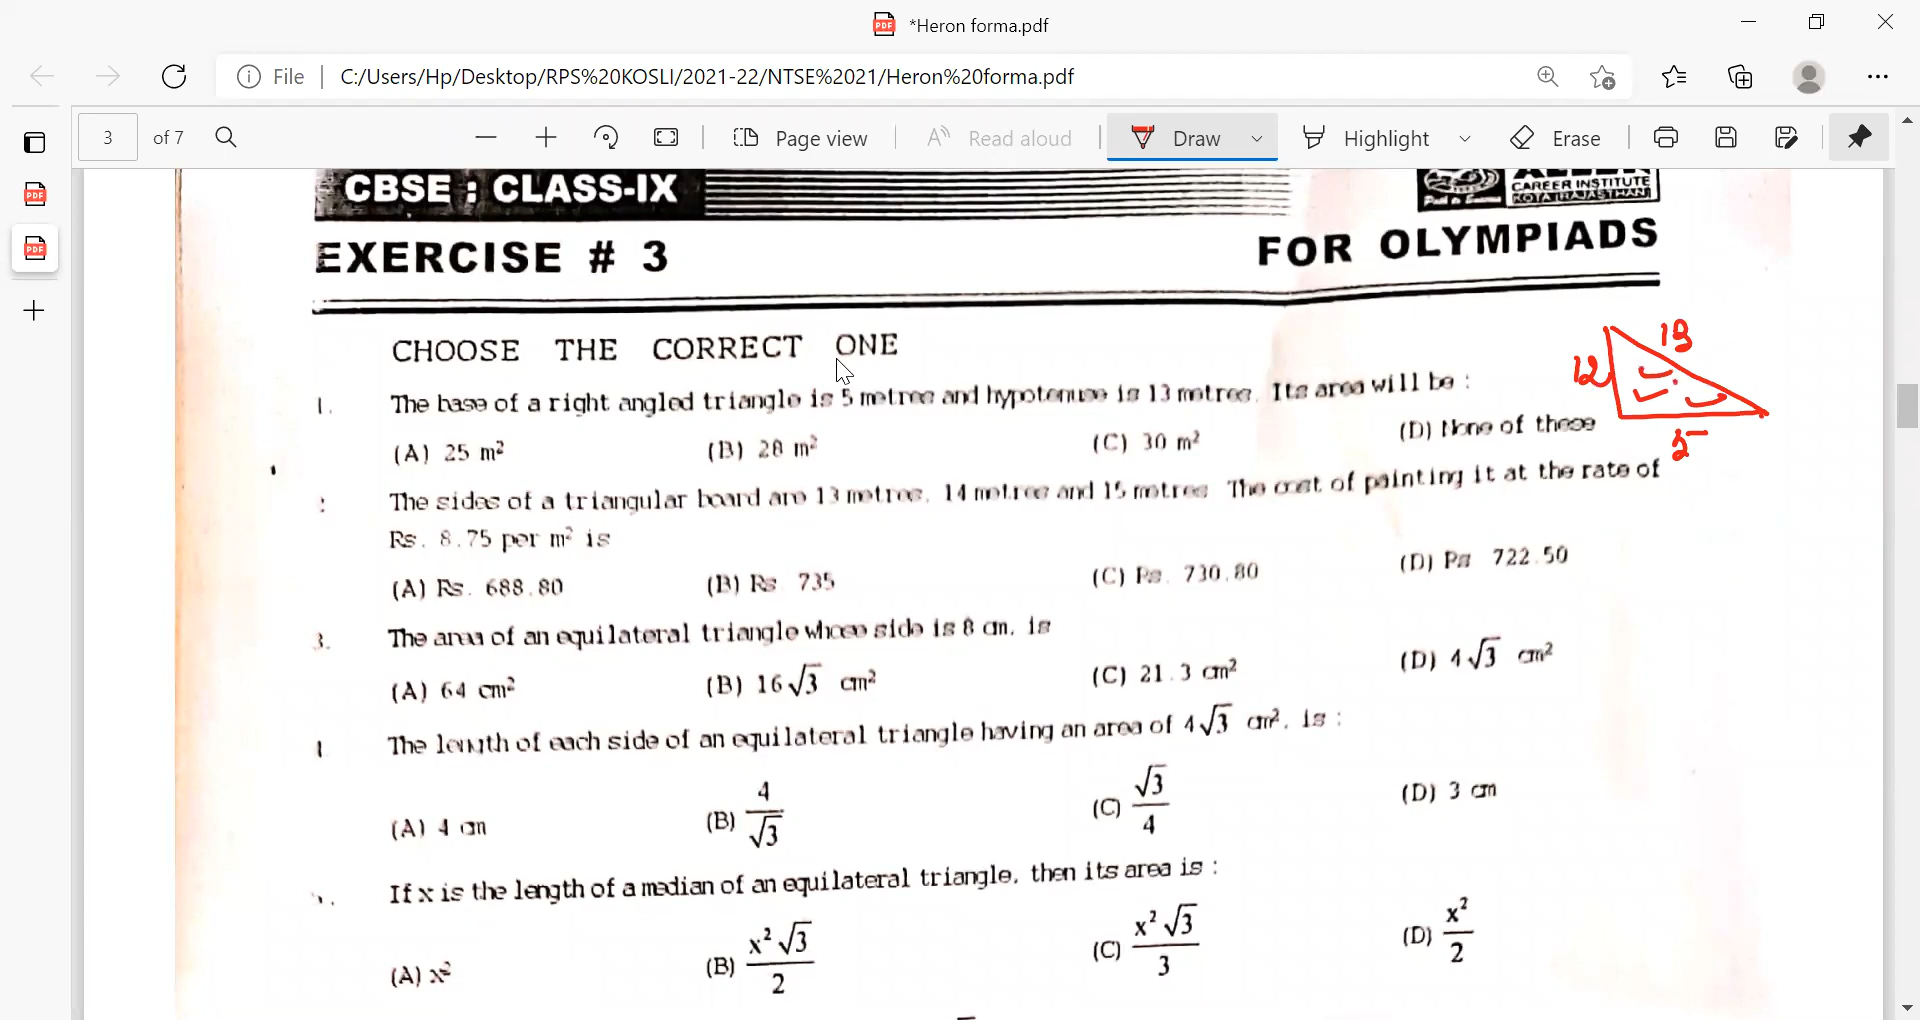 *Heron forma.pdf
File C:/Users/Hp/Desktop/RPS%20KOSLI/2021-22/NTSE%2021/Heron%20forma.pdf
3 of 7 Page view Read aloud Draw Highlight Erase
CBSE : CLASS-IX
CAREER INSTITUTE
KOTA (RAJASTHAN)
EXERCISE # 3 FOR OLYMPIADS
CHOOSE THE CORRECT ONE
13
12
5
1. The base of a right angled triangle is 5 metres and hypotenuse is 13 metres. Its area will be :
(A) 25 m² (B) 28 m² (C) 30 m² (D) None of these
The sides of a triangular board are 13 metres, 14 metres and 15 metres The cost of painting it at the rate of
Rs. 8.75 per m² is
(A) Rs. 688.80 (B) Rs 735 (C) Rs. 730.80 (D) Rs 722.50
3. The area of an equilateral triangle whose side is 8 cm. is
(A) 64 cm² (B) 16√3 cm² (C) 21.3 cm² (D) 4√3 cm²
The length of each side of an equilateral triangle having an area of 4√3 cm², is :
(A) 4 cm (B) 4/√3 (C) √3/4 (D) 3 cm
If x is the length of a median of an equilateral triangle, then its area is :
(A) x² (B) x²√3/2 (C) x²√3/3 (D) x²/2